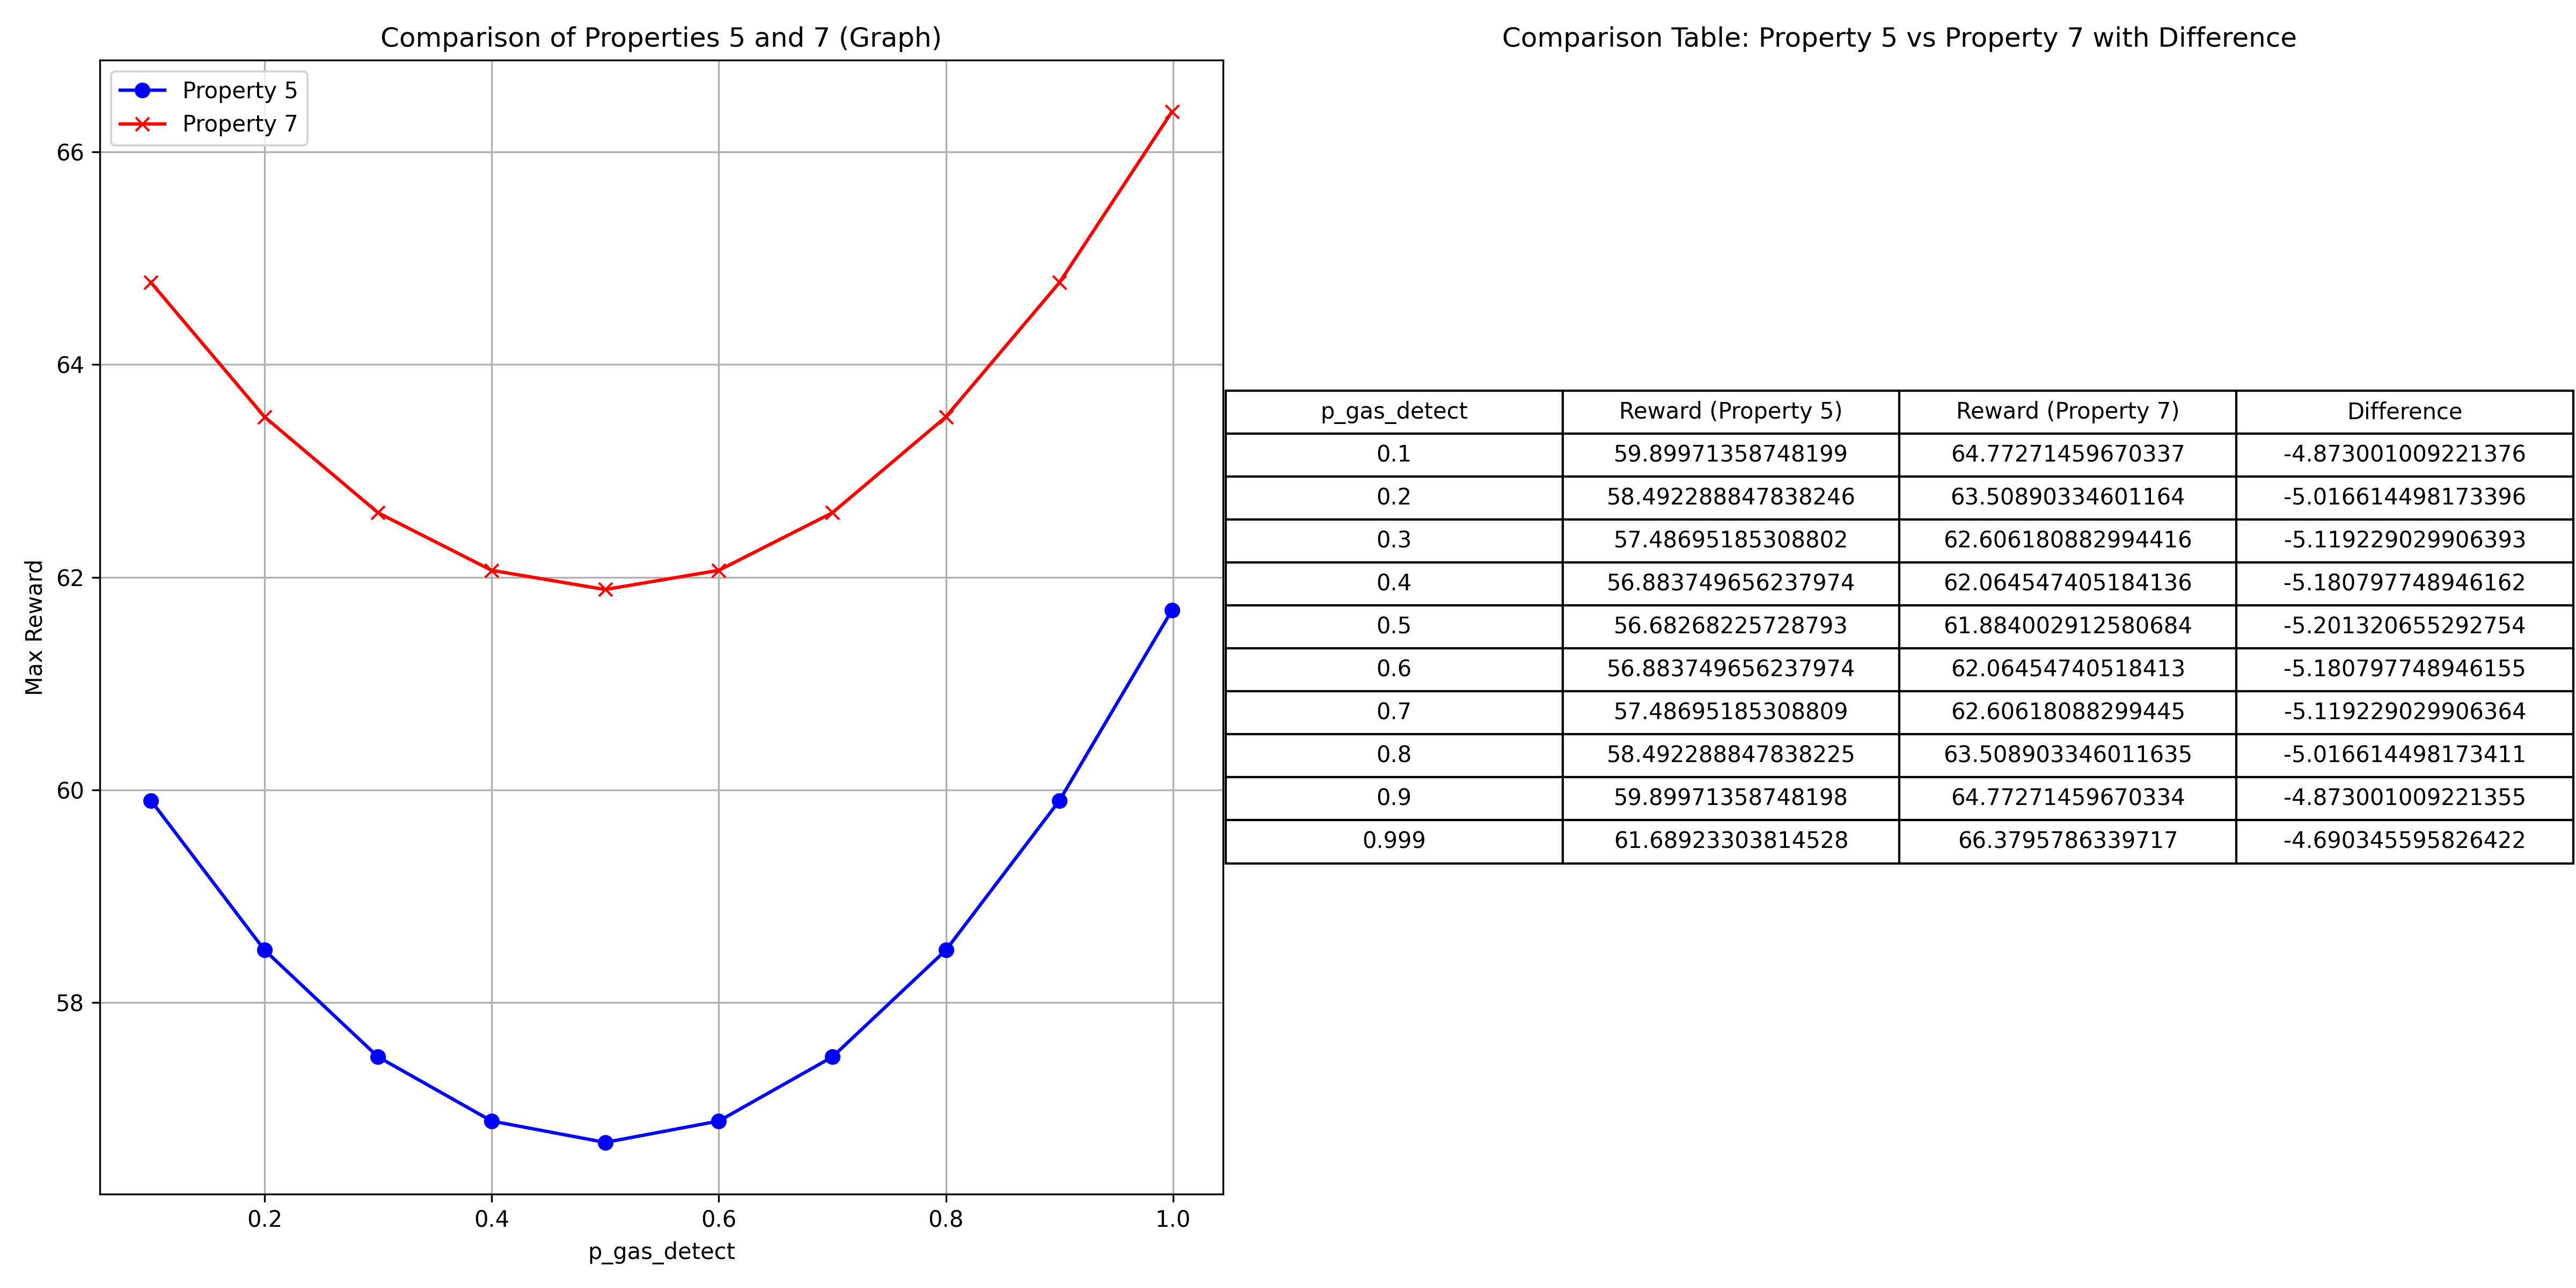 Comparison of Properties 5 and 7 (Graph)
Property 5
Property 7
Max Reward
66
64
62
60
58
0.2 0.4 0.6 0.8 1.0
p_gas_detect
Comparison Table: Property 5 vs Property 7 with Difference
p_gas_detect Reward (Property 5) Reward (Property 7) Difference
0.1 59.89971358748199 64.77271459670337 -4.873001009221376
0.2 58.492288847838246 63.50890334601164 -5.016614498173396
0.3 57.48695185308802 62.606180882994416 -5.119229029906393
0.4 56.883749656237974 62.064547405184136 -5.180797748946162
0.5 56.68268225728793 61.884002912580684 -5.201320655292754
0.6 56.883749656237974 62.06454740518413 -5.180797748946155
0.7 57.48695185308809 62.60618088299445 -5.119229029906364
0.8 58.492288847838225 63.508903346011635 -5.016614498173411
0.9 59.89971358748198 64.77271459670334 -4.873001009221355
0.999 61.68923303814528 66.3795786339717 -4.690345595826422